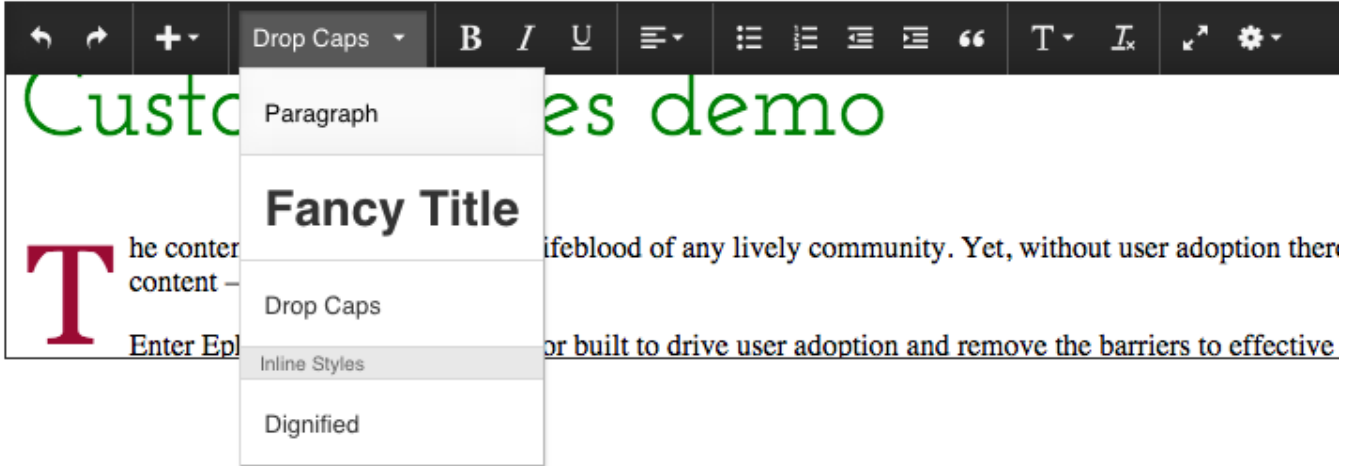 Drop Caps B I U T T
Custo es demo
Paragraph
Fancy Title
he conter ifeblood of any lively community. Yet, without user adoption there
T
content –
Drop Caps
Enter Epl or built to drive user adoption and remove the barriers to effective
Inline Styles
Dignified